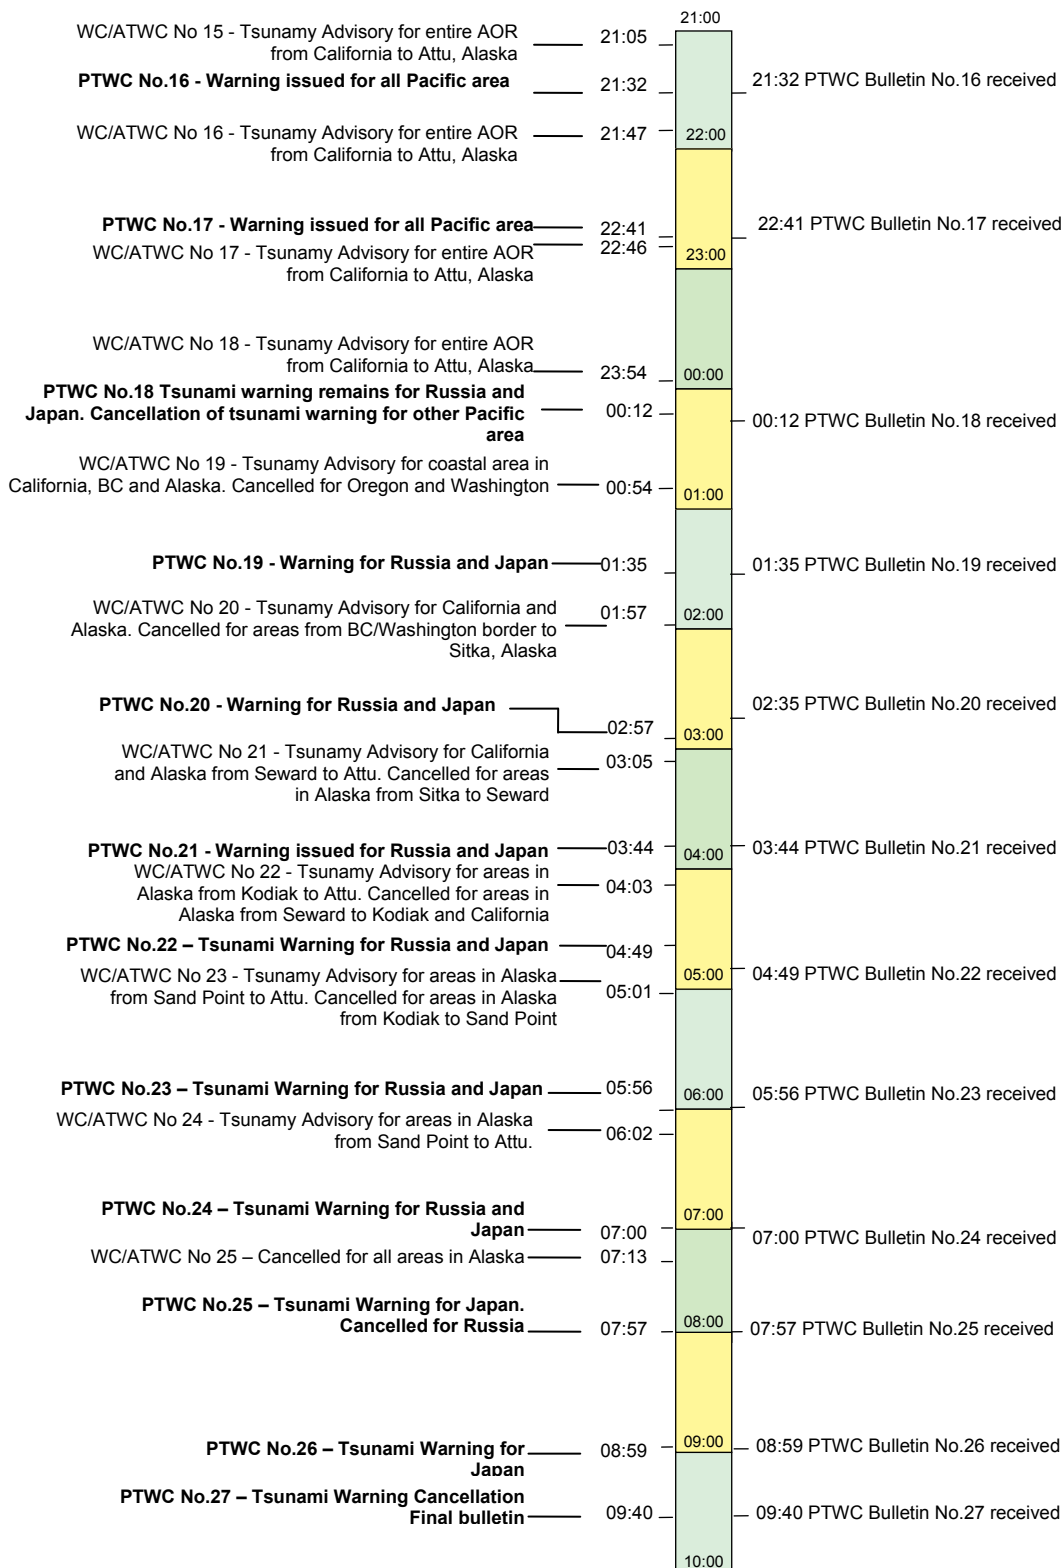 21:00
WC/ATWC No 15 - Tsunamy Advisory for entire AOR
from California to Attu, Alaska
21:05
PTWC No.16 - Warning issued for all Pacific area
21:32
21:32 PTWC Bulletin No.16 received
WC/ATWC No 16 - Tsunamy Advisory for entire AOR
from California to Attu, Alaska
21:47
22:00
PTWC No.17 - Warning issued for all Pacific area
22:41
22:41 PTWC Bulletin No.17 received
WC/ATWC No 17 - Tsunamy Advisory for entire AOR
from California to Attu, Alaska
22:46
23:00
WC/ATWC No 18 - Tsunamy Advisory for entire AOR
from California to Attu, Alaska
23:54
00:00
PTWC No.18 Tsunami warning remains for Russia and
Japan. Cancellation of tsunami warning for other Pacific
area
00:12
00:12 PTWC Bulletin No.18 received
WC/ATWC No 19 - Tsunamy Advisory for coastal area in
California, BC and Alaska. Cancelled for Oregon and Washington
00:54
01:00
PTWC No.19 - Warning for Russia and Japan
01:35
01:35 PTWC Bulletin No.19 received
WC/ATWC No 20 - Tsunamy Advisory for California and
Alaska. Cancelled for areas from BC/Washington border to
Sitka, Alaska
01:57
02:00
PTWC No.20 - Warning for Russia and Japan
02:57
02:35 PTWC Bulletin No.20 received
03:00
WC/ATWC No 21 - Tsunamy Advisory for California
and Alaska from Seward to Attu. Cancelled for areas
in Alaska from Sitka to Seward
03:05
PTWC No.21 - Warning issued for Russia and Japan
03:44
04:00
03:44 PTWC Bulletin No.21 received
WC/ATWC No 22 - Tsunamy Advisory for areas in
Alaska from Kodiak to Attu. Cancelled for areas in
Alaska from Seward to Kodiak and California
04:03
PTWC No.22 – Tsunami Warning for Russia and Japan
04:49
05:00
04:49 PTWC Bulletin No.22 received
WC/ATWC No 23 - Tsunamy Advisory for areas in Alaska
from Sand Point to Attu. Cancelled for areas in Alaska
from Kodiak to Sand Point
05:01
PTWC No.23 – Tsunami Warning for Russia and Japan
05:56
06:00
05:56 PTWC Bulletin No.23 received
WC/ATWC No 24 - Tsunamy Advisory for areas in Alaska
from Sand Point to Attu.
06:02
PTWC No.24 – Tsunami Warning for Russia and
Japan
07:00
07:00
07:00 PTWC Bulletin No.24 received
WC/ATWC No 25 – Cancelled for all areas in Alaska
07:13
PTWC No.25 – Tsunami Warning for Japan.
Cancelled for Russia
07:57
08:00
07:57 PTWC Bulletin No.25 received
PTWC No.26 – Tsunami Warning for
Japan
08:59
09:00
08:59 PTWC Bulletin No.26 received
PTWC No.27 – Tsunami Warning Cancellation
Final bulletin
09:40
09:40 PTWC Bulletin No.27 received
10:00